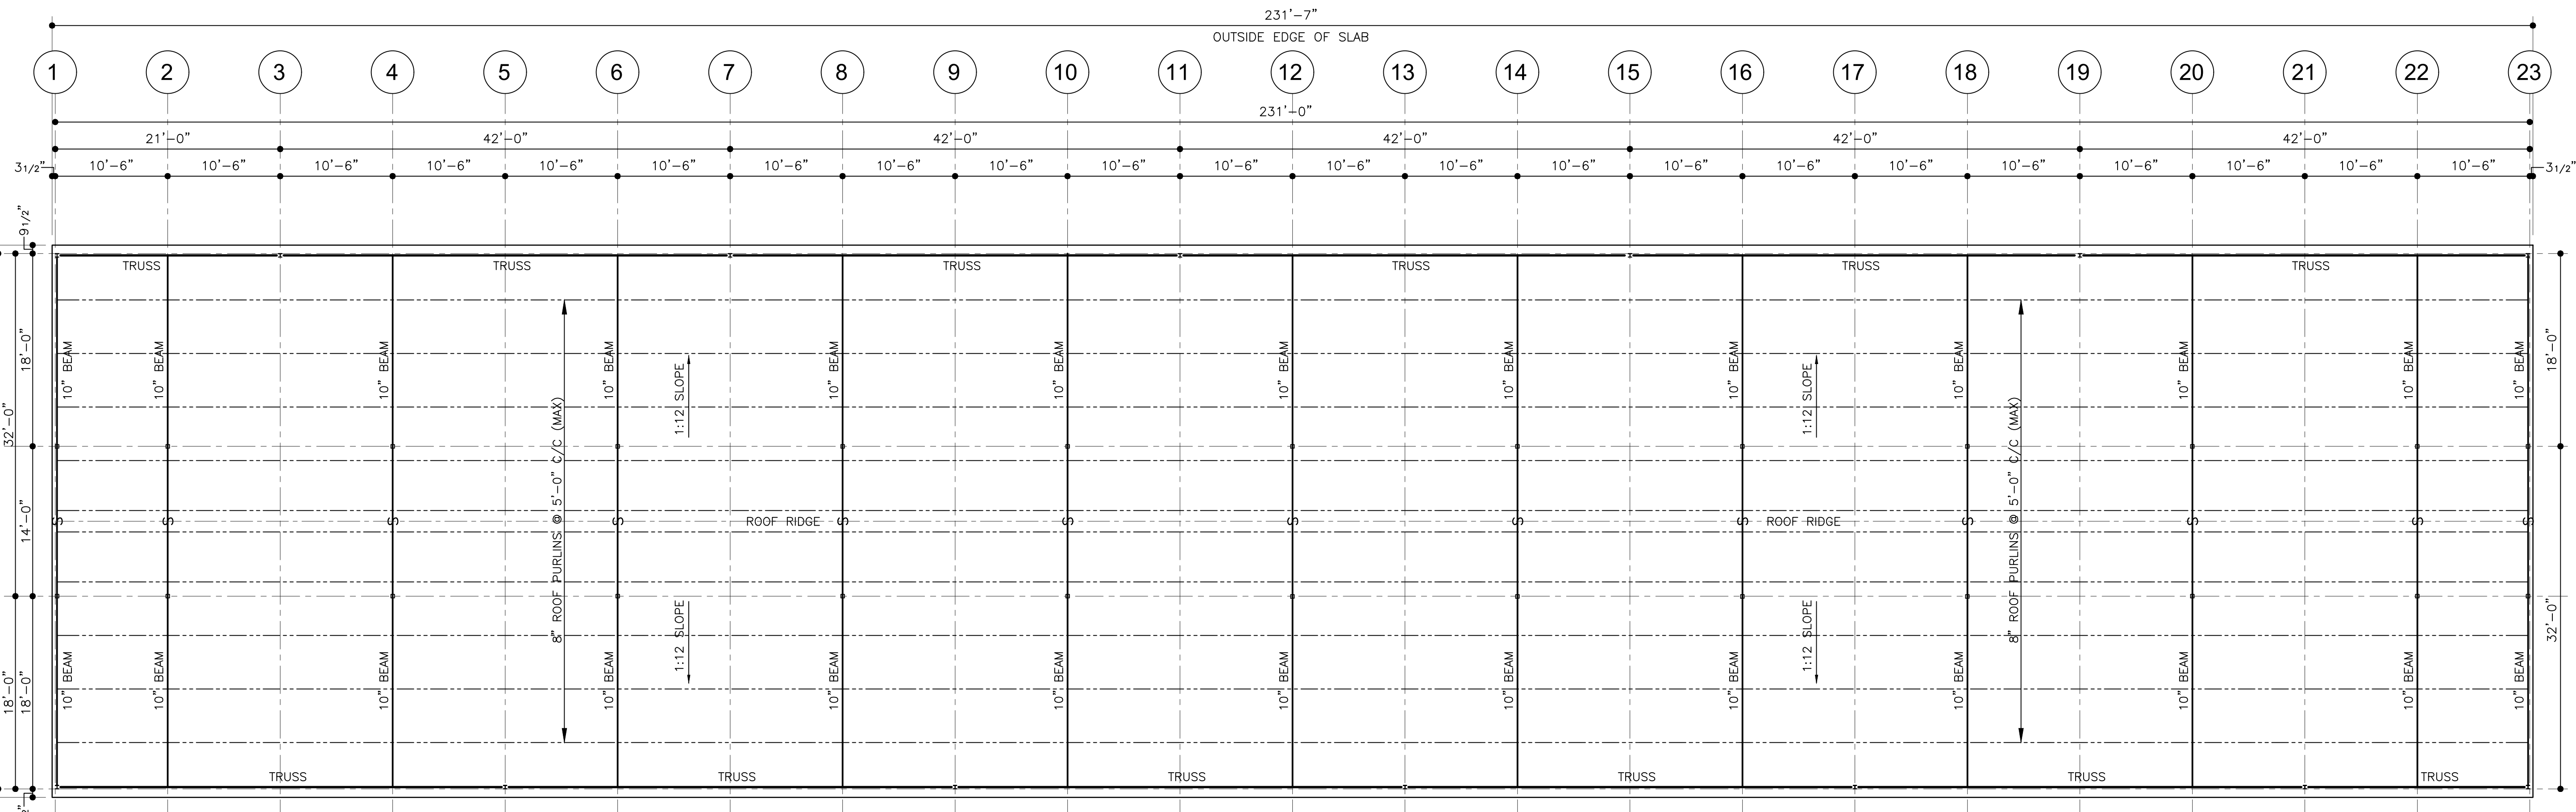 231'-7"
OUTSIDE EDGE OF SLAB
1 2 3 4 5 6 7 8 9 10 11 12 13 14 15 16 17 18 19 20 21 22 23
231'-0"
21'-0" 42'-0" 42'-0" 42'-0" 42'-0" 42'-0"
3 1/2" 10'-6" 10'-6" 10'-6" 10'-6" 10'-6" 10'-6" 10'-6" 10'-6" 10'-6" 10'-6" 10'-6" 10'-6" 10'-6" 10'-6" 10'-6" 10'-6" 10'-6" 10'-6" 10'-6" 10'-6" 10'-6" 10'-6" 3 1/2"
9 1/2"
TRUSS TRUSS TRUSS TRUSS TRUSS TRUSS
18'-0"
10" BEAM 10" BEAM 10" BEAM 10" BEAM 10" BEAM 10" BEAM 10" BEAM 10" BEAM 10" BEAM 10" BEAM 10" BEAM 10" BEAM 10" BEAM
18'-0"
1:12 SLOPE 1:12 SLOPE
32'-0"
8" ROOF PURLINS @ 5'-0" C/C (MAX) 8" ROOF PURLINS @ 5'-0" C/C (MAX)
14'-0"
S S S S S ROOF RIDGE S S S S ROOF RIDGE S S S S
1:12 SLOPE 1:12 SLOPE
32'-0"
18'-0" 18'-0"
10" BEAM 10" BEAM 10" BEAM 10" BEAM 10" BEAM 10" BEAM 10" BEAM 10" BEAM 10" BEAM 10" BEAM 10" BEAM 10" BEAM 10" BEAM
TRUSS TRUSS TRUSS TRUSS TRUSS TRUSS